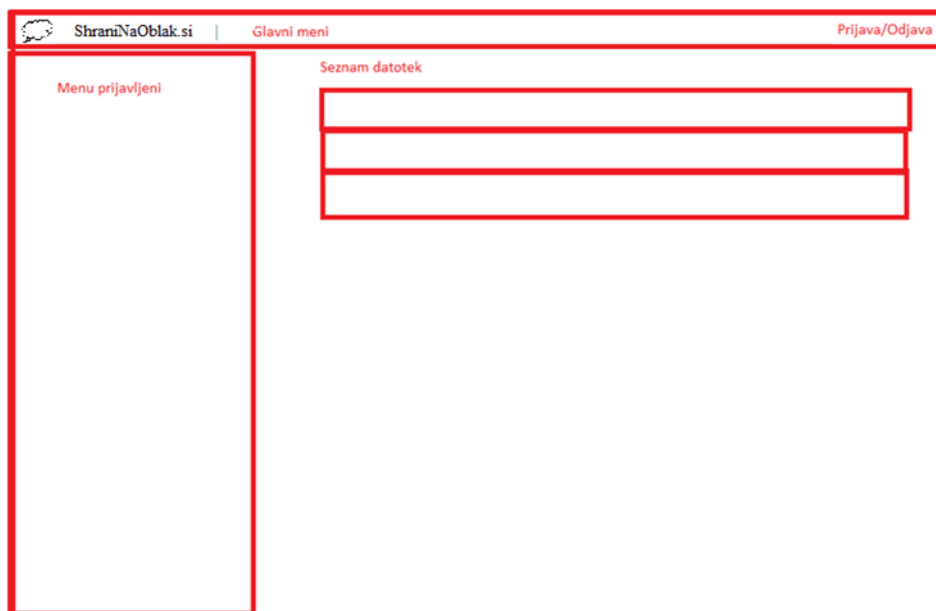 ShraniNaOblak.si | Glavni meni Prijava/Odjava
Menu prijavljeni
Seznam datotek